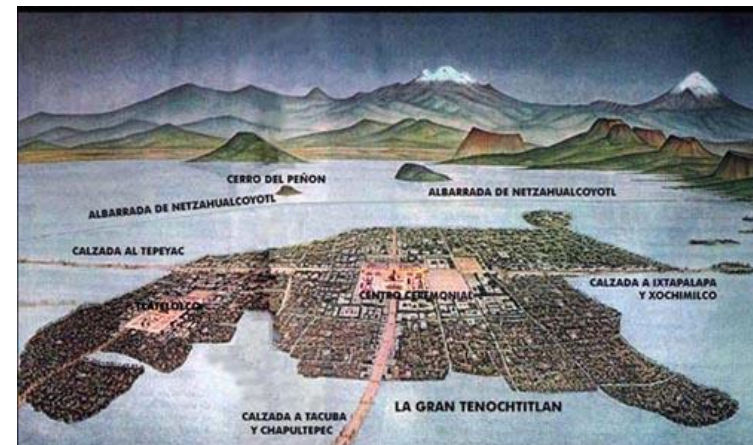 CERRO DEL PEÑON
ALBARRADA DE NETZAHUALCOYOTL
ALBARRADA DE NETZAHUALCOYOTL
CALZADA AL TEPEYAC
CALZADA A IXTAPALAPA
Y XOCHIMILCO
TLATELOLCO
CENTRO CEREMONIAL
LA GRAN TENOCHTITLAN
CALZADA A TACUBA
Y CHAPULTEPEC